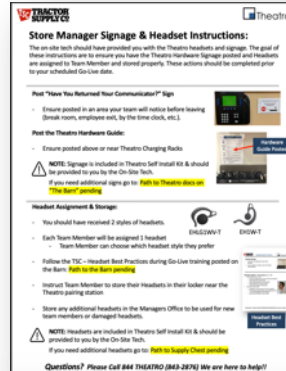 TRACTOR
SUPPLY CO
Theatro
Store Manager Signage & Headset Instructions:
The on-site tech should have provided you with the Theatro headsets and signage. The goal of
these instructions are to ensure you have the Theatro Hardware Signage posted and Headsets
are assigned to Team Member and stored properly. These actions should be completed prior
to your scheduled Go-Live date.
Post "Have You Returned Your Communicator?" Sign
- Ensure posted in an area your team will notice before leaving
(break room, employee exit, by the time clock, etc.).
Post the Theatro Hardware Guide:
- Ensure posted above or near Theatro Charging Racks
Hardware
Guide Posted
NOTE: Signage is included in Theatro Self Install Kit & should
be provided to you by the On-Site Tech.
If you need additional signs go to: Path to Theatro docs on
"The Barn" pending
Headset Assignment & Storage:
- You should have received 2 styles of headsets.
EHLG1WV-T
EH1W-T
- Each Team Member will be assigned 1 headset
- Team Member can choose which headset style they prefer
- Follow the TSC – Headset Best Practices during Go-Live training posted on
the Barn: Path to the Barn pending
- Instruct Team Member to store their Headsets in their locker near the
Theatro pairing station
- Store any additional headsets in the Managers Office to be used for new
team members or damaged headsets.
Headset Best
Practices
NOTE: Headsets are included in Theatro Self Install Kit & should be
provided to you by the On-Site Tech.
If you need additional headsets go to: Path to Supply Chest pending
Questions? Please Call 844 THEATRO (843-2876) We are here to help!!